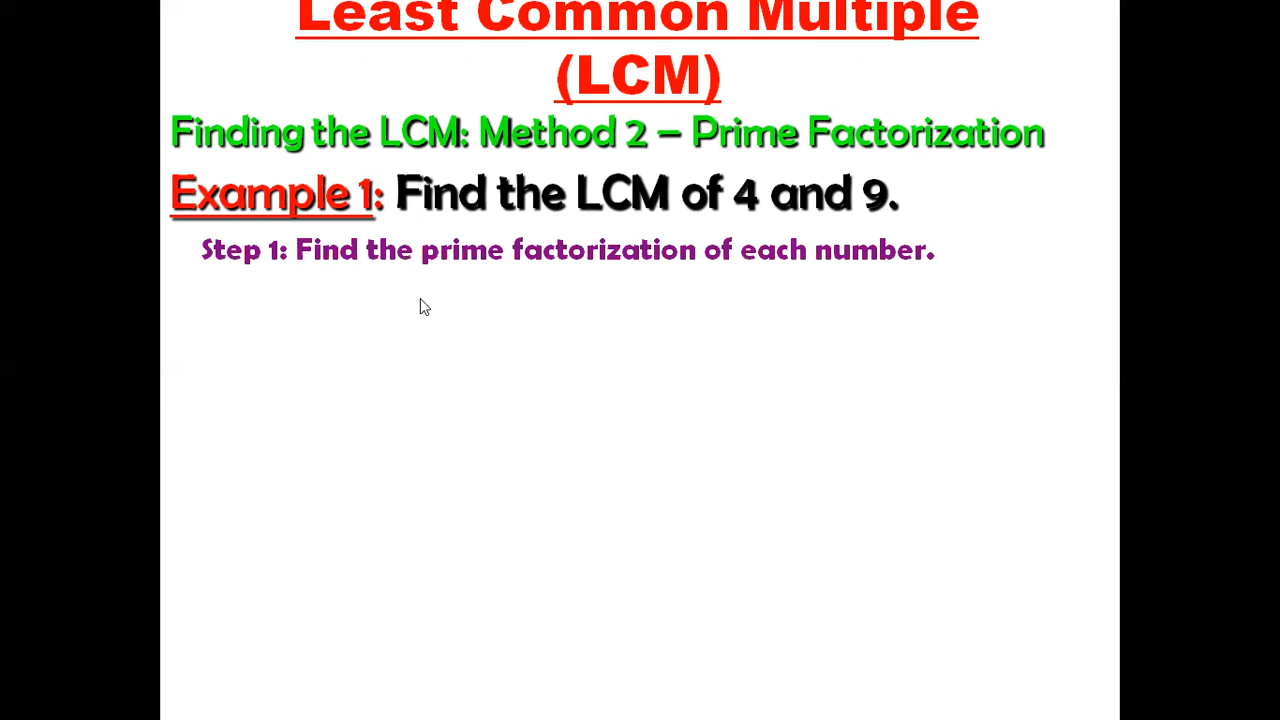 Least Common Multiple
(LCM)
Finding the LCM: Method 2 – Prime Factorization
Example 1: Find the LCM of 4 and 9.
Step 1: Find the prime factorization of each number.